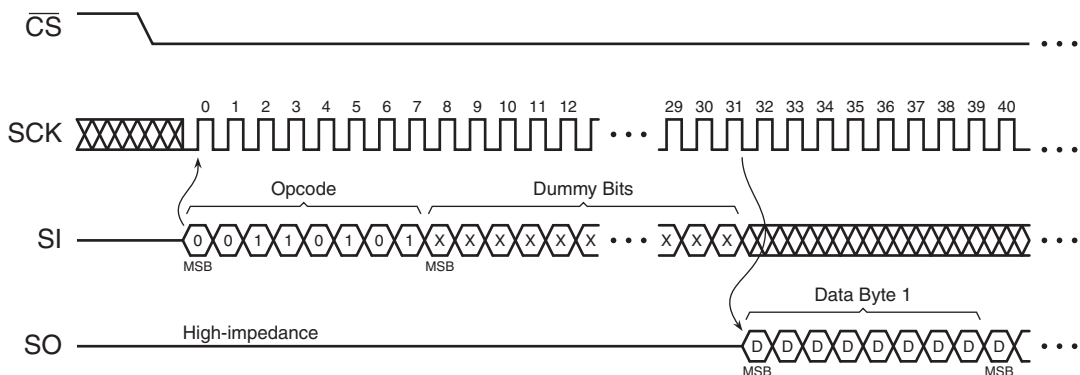 CS
0 1 2 3 4 5 6 7 8 9 10 11 12 29 30 31 32 33 34 35 36 37 38 39 40
SCK
Opcode Dummy Bits
SI 0 0 1 1 0 1 0 1 X X X X X X X X X
MSB MSB
Data Byte 1
High-impedance
SO D D D D D D D D D
MSB MSB